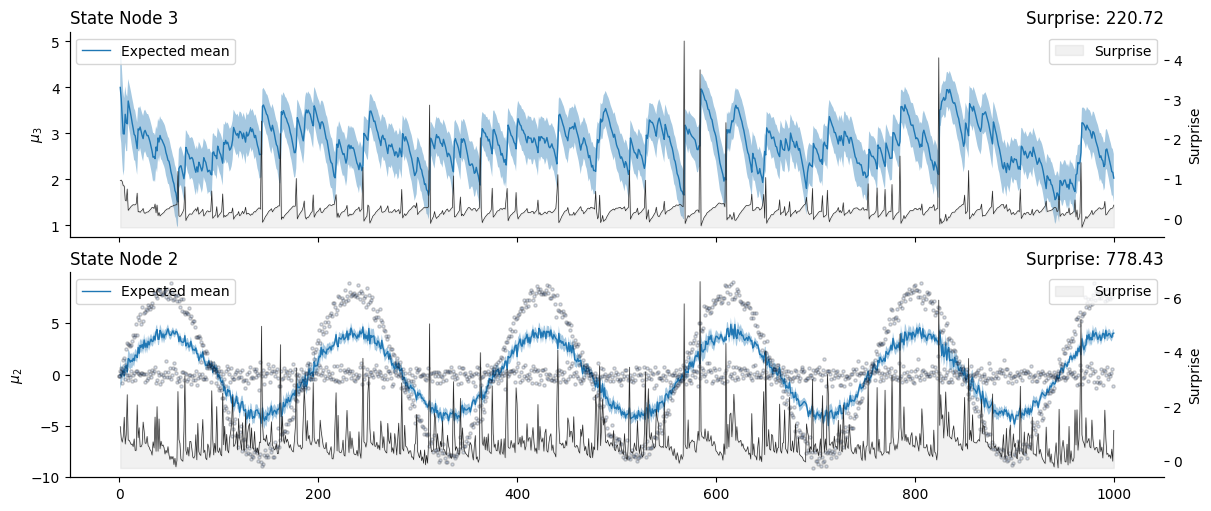 State Node 3
Surprise: 220.72
Expected mean
Surprise
5
4
3
2
1
μ3
4
3
2
1
0
Surprise
State Node 2
Surprise: 778.43
Expected mean
Surprise
5
0
−5
−10
μ2
6
4
2
0
Surprise
0
200
400
600
800
1000